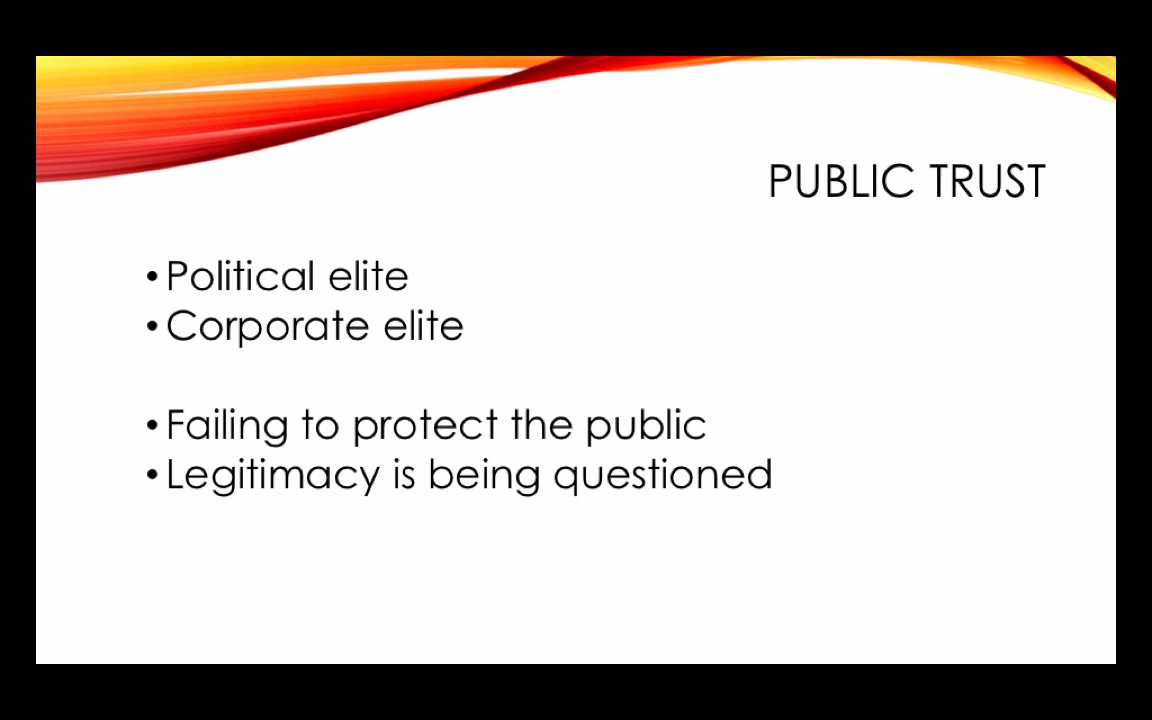 PUBLIC TRUST
• Political elite
• Corporate elite
• Failing to protect the public
• Legitimacy is being questioned